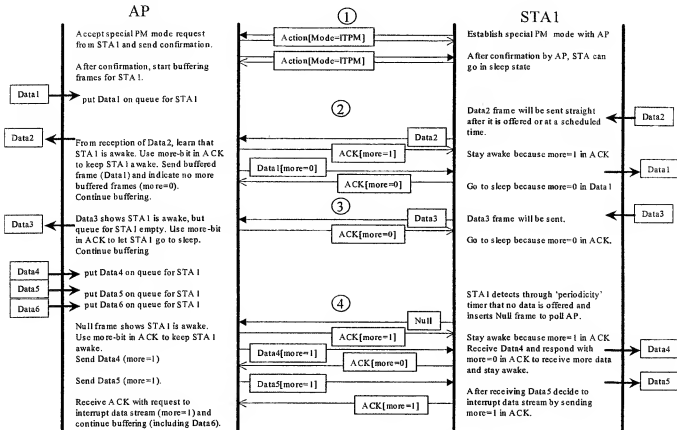 AP
STA1
①
Accept special PM mode request
from STA1 and send confirmation.
Action[Mode=ITPM]
Establish special PM mode with AP
After confirmation, start buffering
frames for STA1.
Action[Mode=ITPM]
After confirmation by AP, STA can
go in sleep state
Data1
put Data1 on queue for STA1
②
Data2 frame will be sent straight
after it is offered or at a scheduled
time.
Data2
Data2
From reception of Data2, learn that
STA1 is awake. Use more-bit in ACK
to keep STA1 awake. Send buffered
frame (Data1) and indicate no more
buffered frames (more=0).
Continue buffering.
Data2
ACK[more=1]
Data1[more=0]
ACK[more=0]
Stay awake because more=1 in ACK
Data1
Go to sleep because more=0 in Data1
③
Data3
Data3 shows STA1 is awake, but
queue for STA1 empty. Use more-bit
in ACK to let STA1 go to sleep.
Continue buffering
Data3
ACK[more=0]
Data3 frame will be sent.
Data3
Go to sleep because more=0 in ACK.
Data4
put Data4 on queue for STA1
Data5
put Data5 on queue for STA1
Data6
put Data6 on queue for STA1
④
STA1 detects through 'periodicity'
timer that no data is offered and
inserts Null frame to poll AP.
Null frame shows STA1 is awake.
Use more-bit in ACK to keep STA1
awake.
Send Data4 (more=1)
Null
ACK[more=1]
Data4[more=1]
ACK[more=0]
Stay awake because more=1 in ACK
Receive Data4 and respond with
more=0 in ACK to receive more data
and stay awake.
Data4
Send Data5 (more=1).
Data5[more=1]
Data5
After receiving Data5 decide to
interrupt data stream by sending
more=1 in ACK.
Receive ACK with request to
interrupt data stream (more=1) and
continue buffering (including Data6).
ACK[more=1]